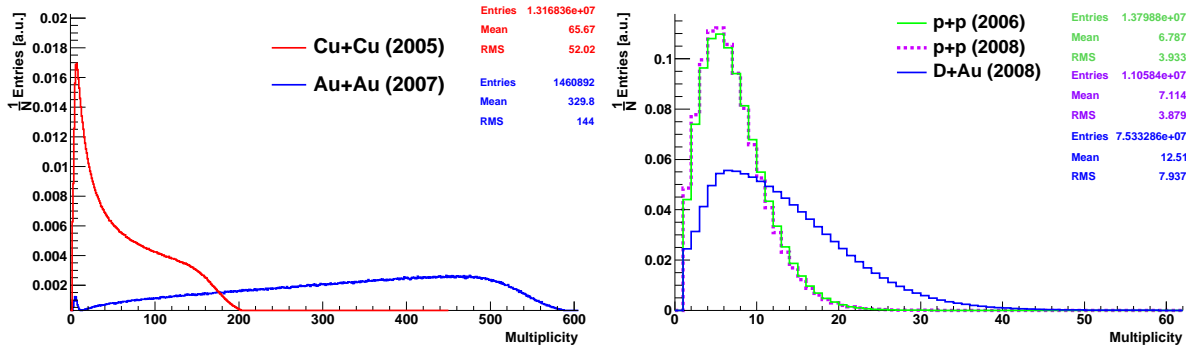 1/N Entries [a.u.]
0.02
0.018
0.016
0.014
0.012
0.01
0.008
0.006
0.004
0.002
0 100 200 300 400 500 600
Multiplicity
Cu+Cu (2005)
Au+Au (2007)
Entries 1.316836e+07
Mean 65.67
RMS 52.02
Entries 1460892
Mean 329.8
RMS 144
1/N Entries [a.u.]
0.1
0.08
0.06
0.04
0.02
0
0 10 20 30 40 50 60
Multiplicity
p+p (2006)
p+p (2008)
D+Au (2008)
Entries 1.37988e+07
Mean 6.787
RMS 3.933
Entries 1.10584e+07
Mean 7.114
RMS 3.879
Entries 7.533286e+07
Mean 12.51
RMS 7.937